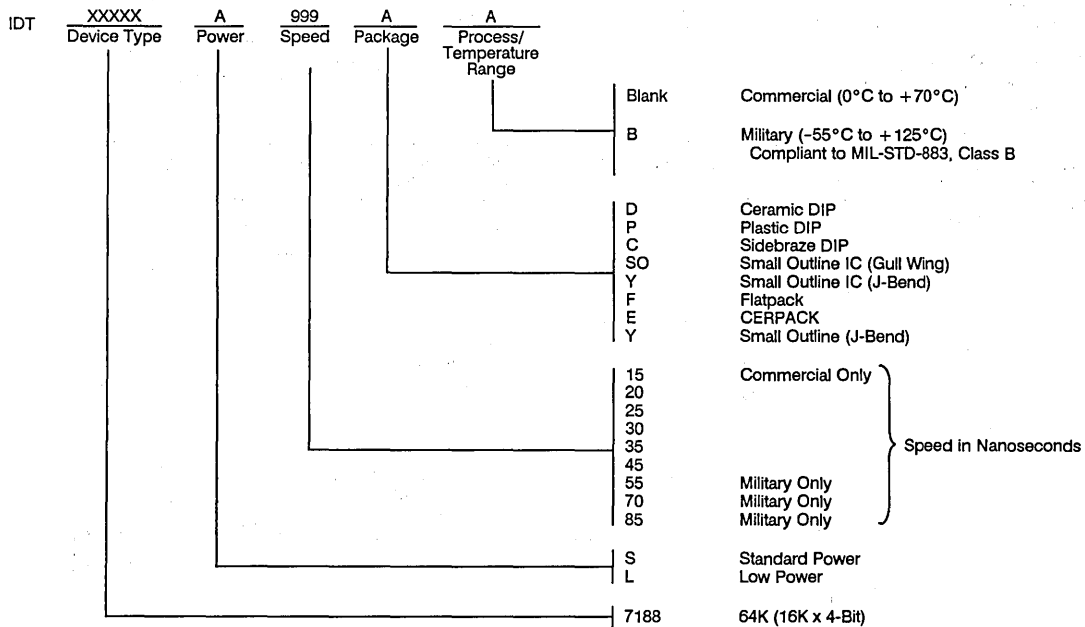 IDT XXXXX A 999 A A
Device Type Power Speed Package Process/
Temperature
Range
Blank Commercial (0°C to +70°C)
B Military (–55°C to +125°C)
Compliant to MIL-STD-883, Class B
D Ceramic DIP
P Plastic DIP
C Sidebraze DIP
SO Small Outline IC (Gull Wing)
Y Small Outline IC (J-Bend)
F Flatpack
E CERPACK
Y Small Outline (J-Bend)
15 Commercial Only
20
25
30
35 Speed in Nanoseconds
45
55 Military Only
70 Military Only
85 Military Only
S Standard Power
L Low Power
7188 64K (16K x 4-Bit)